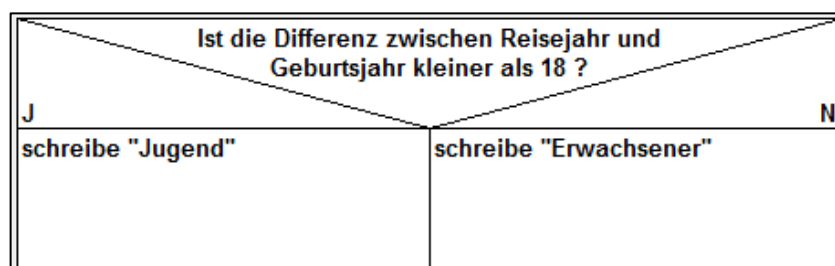 Ist die Differenz zwischen Reisejahr und
Geburtsjahr kleiner als 18 ?
J
N
schreibe "Jugend"
schreibe "Erwachsener"